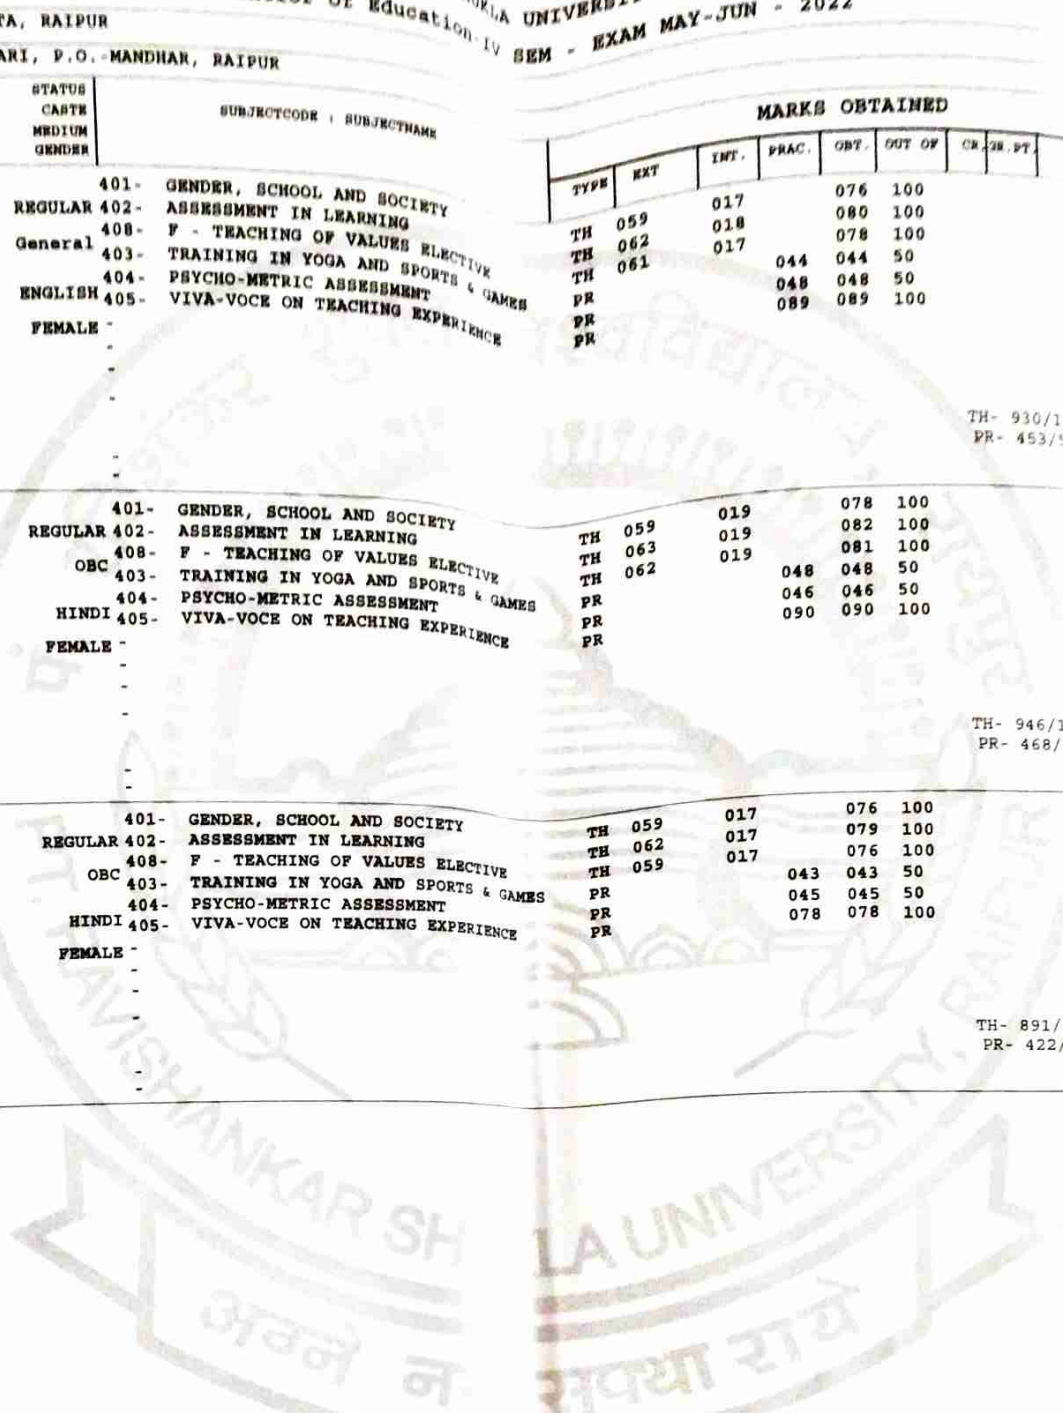 TA, RAIPUR
Education-IV SEM - EXAM MAY-JUN - 2022
ARI, P.O.-MANDHAR, RAIPUR
STATUS
CASTE
MEDIUM
GENDER
SUBJECTCODE : SUBJECTNAME
MARKS OBTAINED
TYPE EXT INT. PRAC. OBT. OUT OF CR. GR.PT.
401- GENDER, SCHOOL AND SOCIETY TH 059 017 076 100
REGULAR 402- ASSESSMENT IN LEARNING TH 062 018 080 100
408- F - TEACHING OF VALUES ELECTIVE TH 061 017 078 100
General 403- TRAINING IN YOGA AND SPORTS & GAMES PR 044 044 50
404- PSYCHO-METRIC ASSESSMENT PR 048 048 50
ENGLISH 405- VIVA-VOCE ON TEACHING EXPERIENCE PR 089 089 100
FEMALE -
-
-
-
TH- 930/1
PR- 453/9
-
-
401- GENDER, SCHOOL AND SOCIETY TH 059 019 078 100
REGULAR 402- ASSESSMENT IN LEARNING TH 063 019 082 100
408- F - TEACHING OF VALUES ELECTIVE TH 062 019 081 100
OBC 403- TRAINING IN YOGA AND SPORTS & GAMES PR 048 048 50
404- PSYCHO-METRIC ASSESSMENT PR 046 046 50
HINDI 405- VIVA-VOCE ON TEACHING EXPERIENCE PR 090 090 100
FEMALE -
-
-
-
TH- 946/1
PR- 468/
-
-
401- GENDER, SCHOOL AND SOCIETY TH 059 017 076 100
REGULAR 402- ASSESSMENT IN LEARNING TH 062 017 079 100
408- F - TEACHING OF VALUES ELECTIVE TH 059 017 076 100
OBC 403- TRAINING IN YOGA AND SPORTS & GAMES PR 043 043 50
404- PSYCHO-METRIC ASSESSMENT PR 045 045 50
HINDI 405- VIVA-VOCE ON TEACHING EXPERIENCE PR 078 078 100
FEMALE -
-
-
-
TH- 891/
PR- 422/
-
-